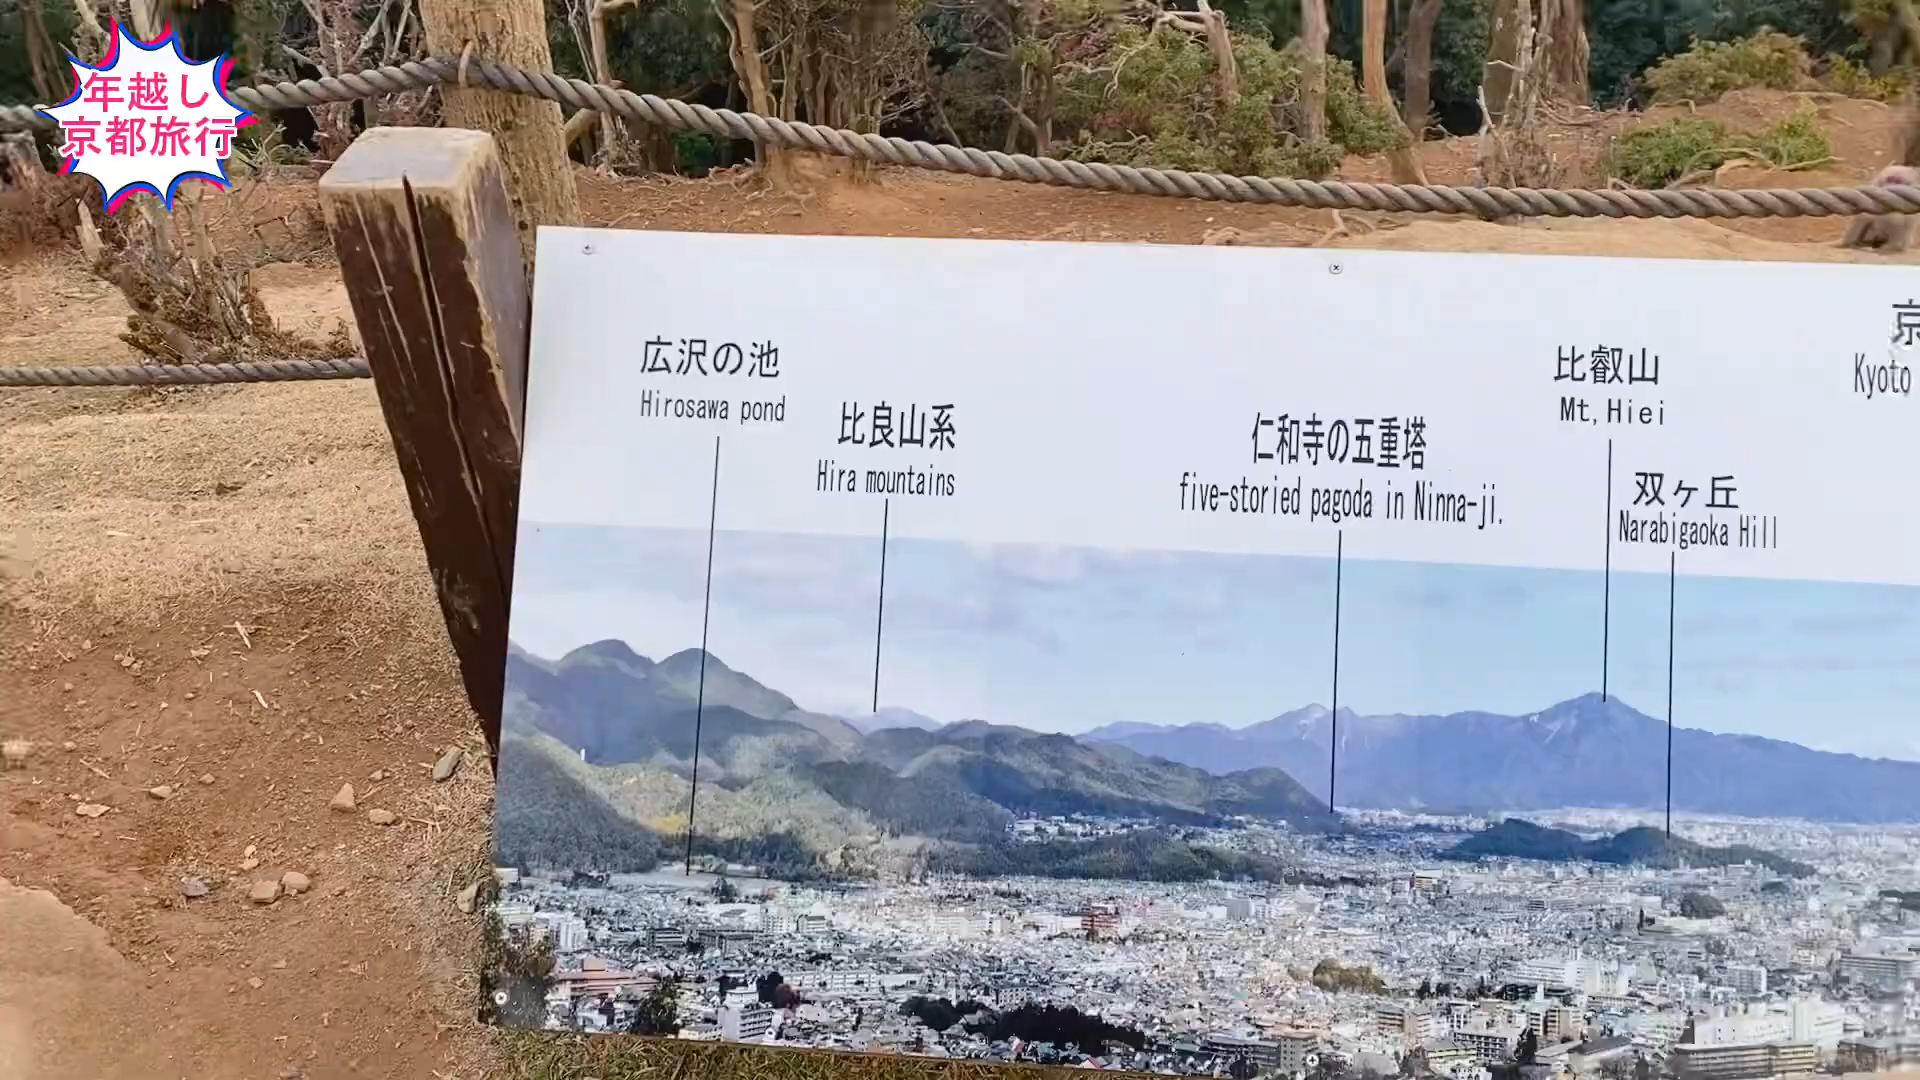 年越し
京都旅行
広沢の池
Hirosawa pond
比良山系
Hira mountains
仁和寺の五重塔
five-storied pagoda in Ninna-ji.
比叡山
Mt,Hiei
双ヶ丘
Narabigaoka Hill
京
Kyoto